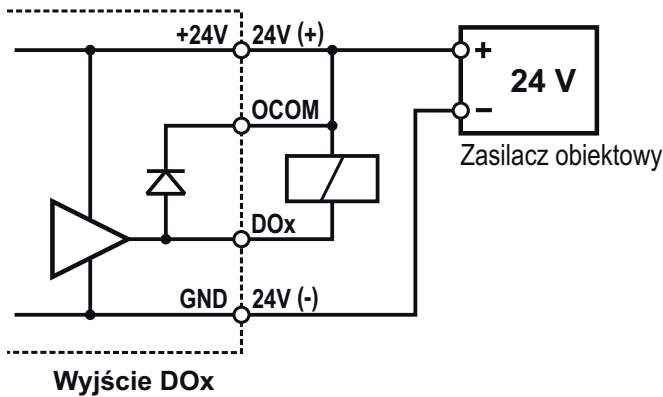 +24V 24V (+)
+
24 V
−
OCOM
Zasilacz obiektowy
DOx
GND 24V (-)
Wyjście DOx